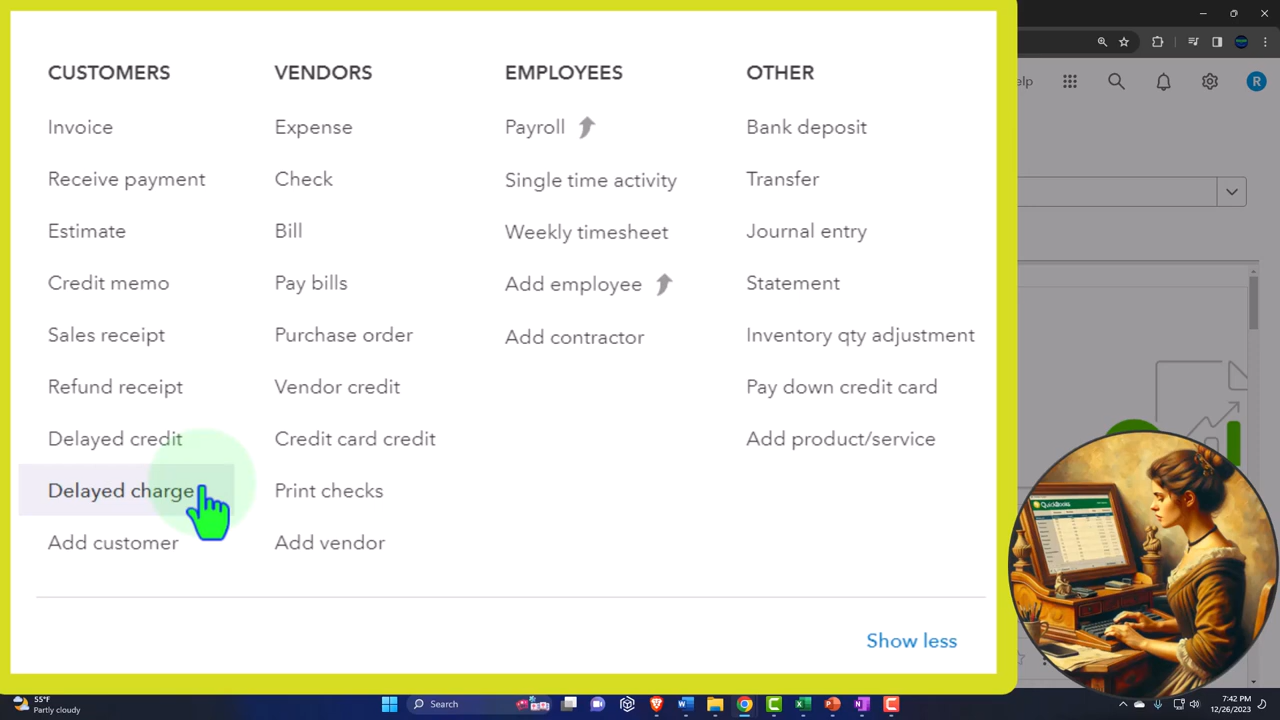 CUSTOMERS
Invoice
Receive payment
Estimate
Credit memo
Sales receipt
Refund receipt
Delayed credit
Delayed charge
Add customer
VENDORS
Expense
Check
Bill
Pay bills
Purchase order
Vendor credit
Credit card credit
Print checks
Add vendor
EMPLOYEES
Payroll
Single time activity
Weekly timesheet
Add employee
Add contractor
OTHER
Bank deposit
Transfer
Journal entry
Statement
Inventory qty adjustment
Pay down credit card
Add product/service
Show less
elp
R
QuickBooks
55°F
Partly cloudy
Search
7:42 PM
12/26/2023